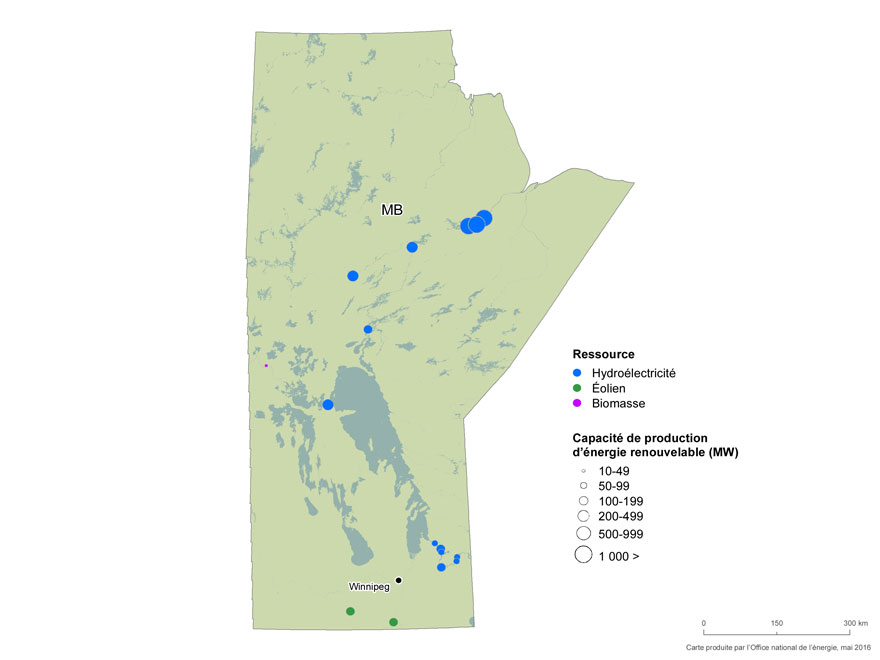 MB
Ressource
Hydroélectricité
Éolien
Biomasse
Capacité de production
d'énergie renouvelable (MW)
10-49
50-99
100-199
200-499
500-999
1 000 >
Winnipeg
0 150 300 km
Carte produite par l'Office national de l'énergie, mai 2016